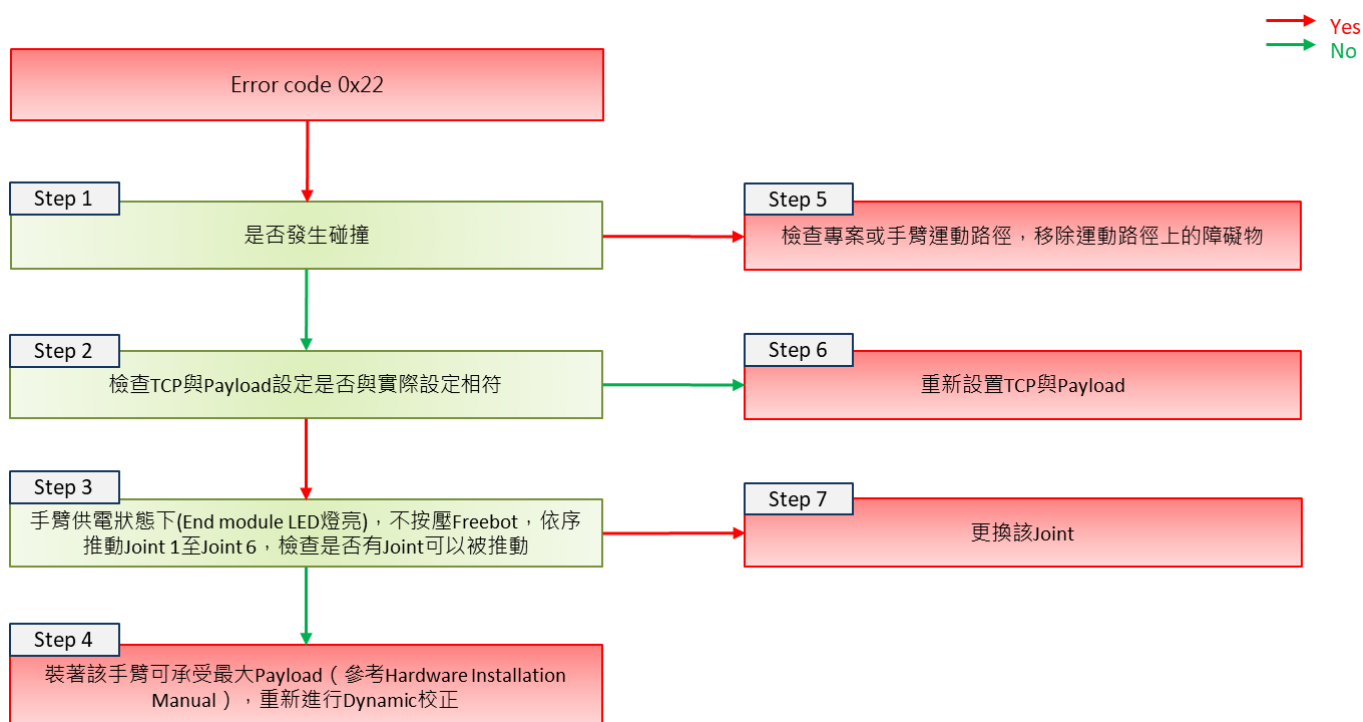 Yes
No
Error code 0x22
Step 1
是否發生碰撞
Step 5
檢查專案或手臂運動路徑，移除運動路徑上的障礙物
Step 2
檢查TCP與Payload設定是否與實際設定相符
Step 6
重新設置TCP與Payload
Step 3
手臂供電狀態下(End module LED燈亮)，不按壓Freebot，依序
推動Joint 1至Joint 6，檢查是否有Joint可以被推動
Step 7
更換該Joint
Step 4
裝著該手臂可承受最大Payload（參考Hardware Installation
Manual），重新進行Dynamic校正